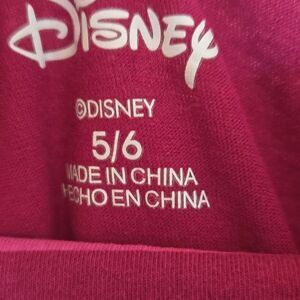 Disney
©DISNEY
5/6
MADE IN CHINA
HECHO EN CHINA